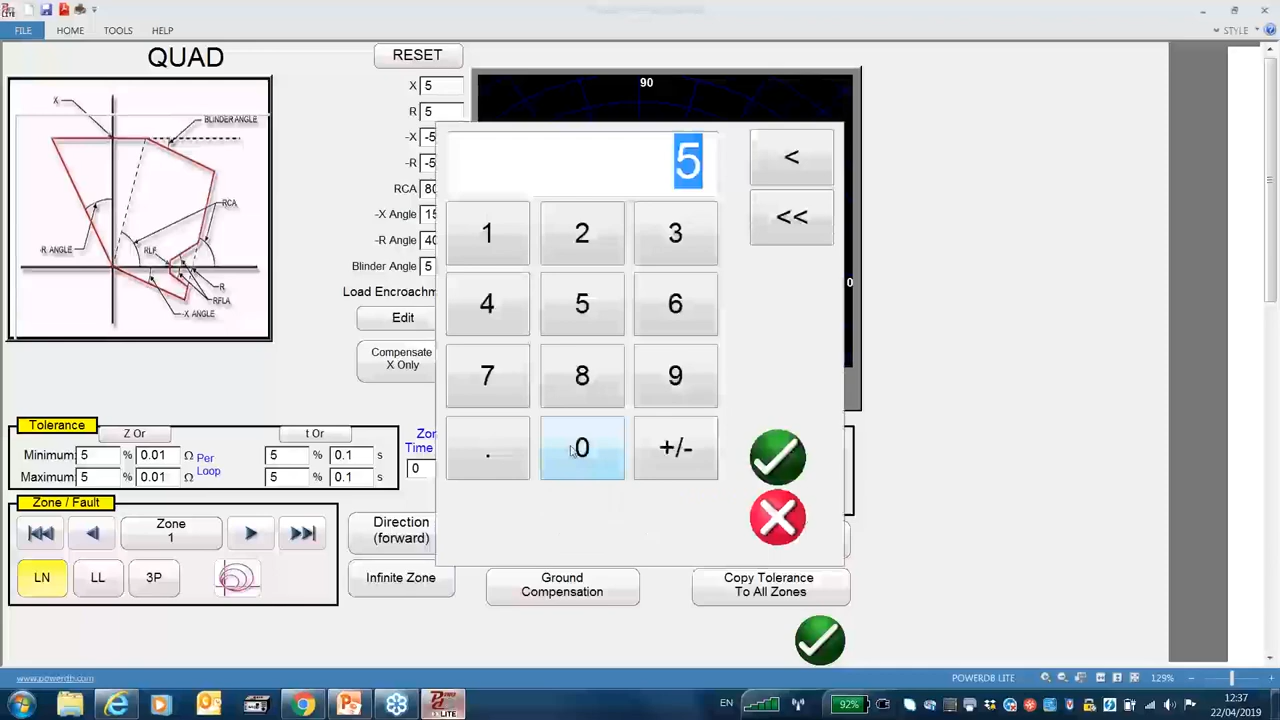 LITE
FILE HOME TOOLS HELP STYLE
QUAD
RESET
X 5
R 5
-X -5
-R -5
RCA 80
-X Angle 15
-R Angle 40
Blinder Angle 5
Load Encroachm
Edit
Compensate
X Only
X
BLINDER ANGLE
RCA
R ANGLE
RLF
R
RFLA
-X ANGLE
90
0
5
<
<<
1 2 3
4 5 6
7 8 9
. 0 +/-
Tolerance
Z Or t Or
Minimum: 5 % 0.01 Ω Per Loop 5 % 0.1 s
Maximum: 5 % 0.01 Ω 5 % 0.1 s
Zon
Time
0
Zone / Fault
Zone
1
LN LL 3P
Direction
(forward)
Infinite Zone
Ground
Compensation
Copy Tolerance
To All Zones
www.powerdb.com POWERDB LITE 129%
LITE
EN 92% 12:37
22/04/2019